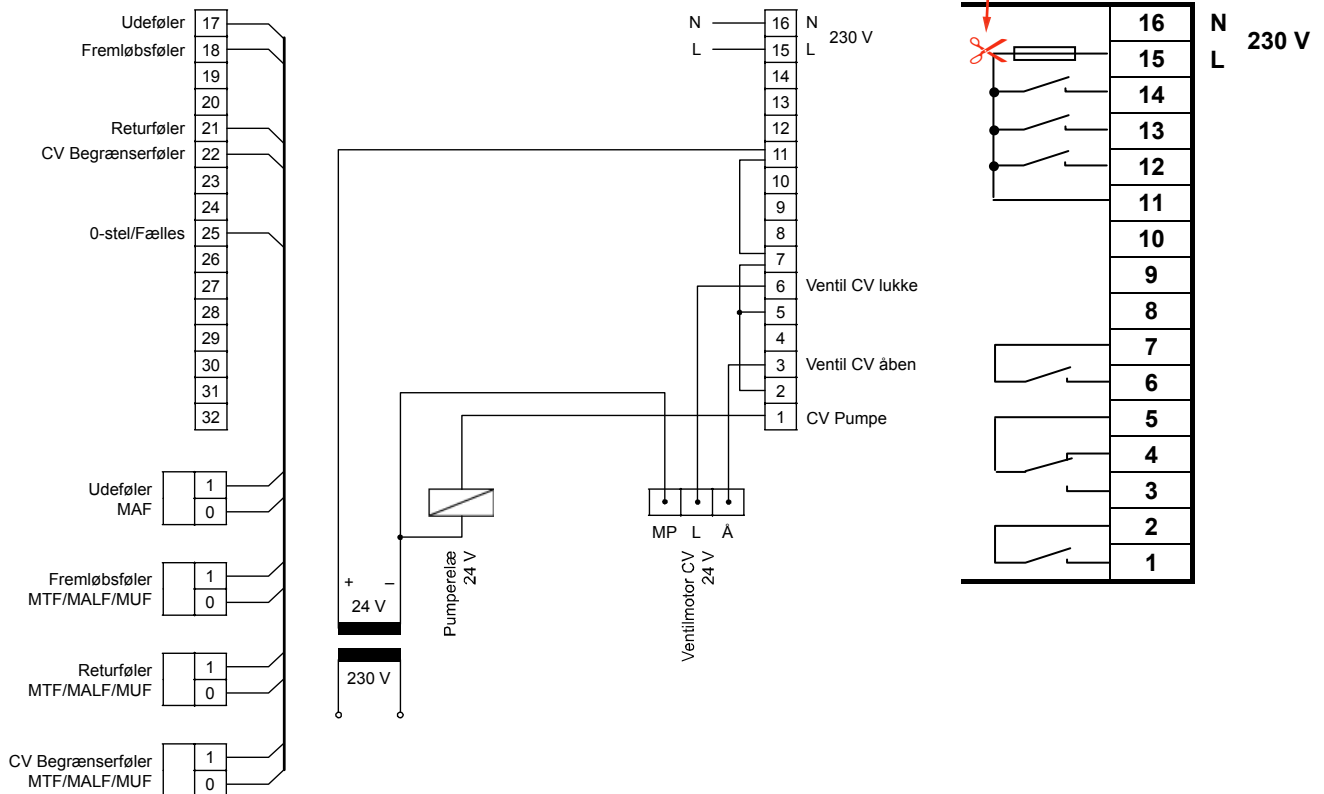 Udeføler 17
Fremløbsføler 18
19
20
Returføler 21
CV Begrænserføler 22
23
24
0-stel/Fælles 25
26
27
28
29
30
31
32
Udeføler 1
MAF 0
Fremløbsføler 1
MTF/MALF/MUF 0
Returføler 1
MTF/MALF/MUF 0
CV Begrænserføler 1
MTF/MALF/MUF 0
N 16 N
230 V
L 15 L
14
13
12
11
10
9
8
7
6 Ventil CV lukke
5
4
3 Ventil CV åben
2
1 CV Pumpe
Pumperelæ
24 V
MP L Å
Ventilmotor CV
24 V
+ –
24 V
230 V
16 N
230 V
15 L
14
13
12
11
10
9
8
7
6
5
4
3
2
1